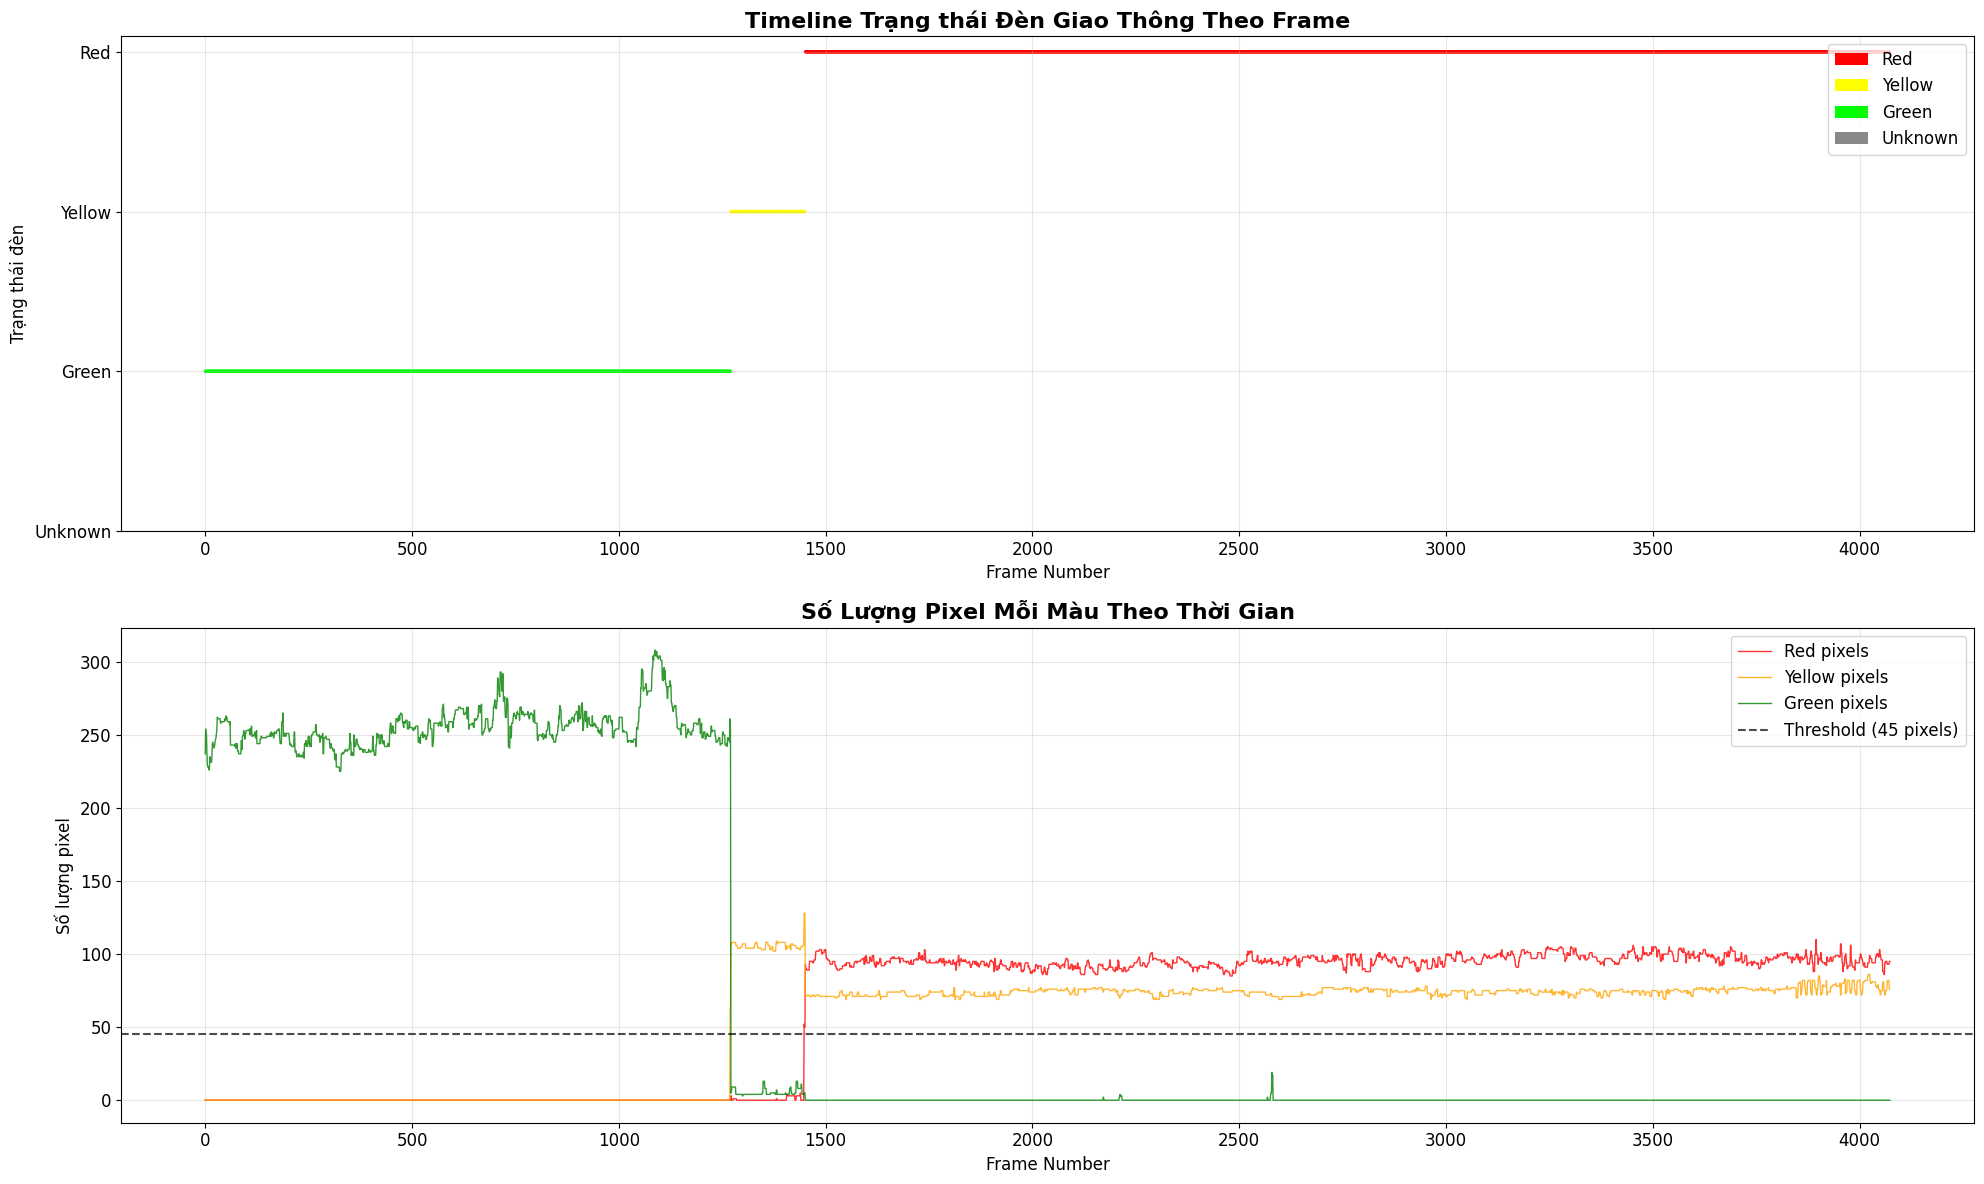 Timeline Trạng thái Đèn Giao Thông Theo Frame
Trạng thái đèn
Red
Yellow
Green
Unknown
Red
Yellow
Green
Unknown
0 500 1000 1500 2000 2500 3000 3500 4000
Frame Number
Số Lượng Pixel Mỗi Màu Theo Thời Gian
Số lượng pixel
300
250
200
150
100
50
0
Red pixels
Yellow pixels
Green pixels
Threshold (45 pixels)
0 500 1000 1500 2000 2500 3000 3500 4000
Frame Number